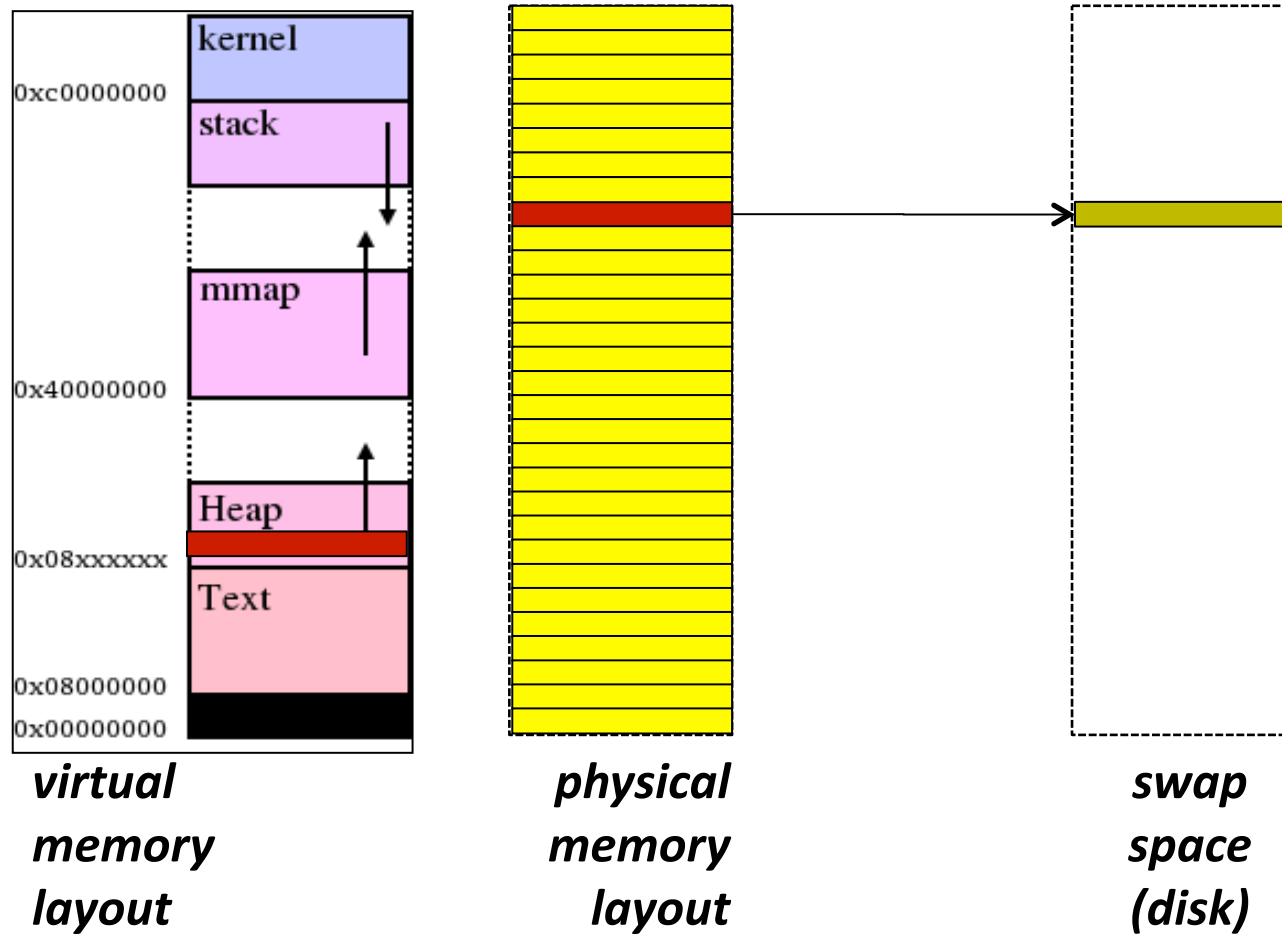 kernel
0xc0000000
stack
mmap
0x40000000
Heap
0x08xxxxxx
Text
0x08000000
0x00000000
virtual
memory
layout
physical
memory
layout
swap
space
(disk)